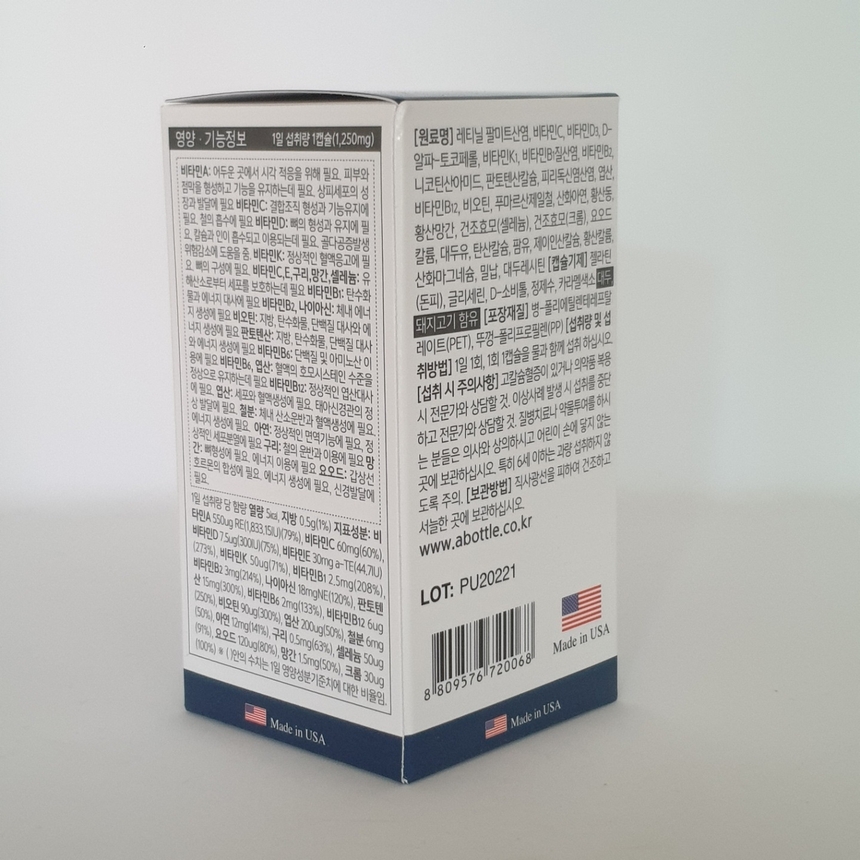 영양 · 기능정보 1일 섭취량 1캡슐(1,250mg)
비타민A: 어두운 곳에서 시각 적응을 위해 필요, 피부와
점막을 형성하고 기능을 유지하는데 필요, 상피세포의 성
장과 발달에 필요 비타민C: 결합조직 형성과 기능유지에
필요, 철의 흡수에 필요 비타민D: 뼈의 형성과 유지에 필
요, 칼슘과 인이 흡수되고 이용되는데 필요, 골다공증발생
위험감소에 도움을 줌. 비타민K: 정상적인 혈액응고에 필
요, 뼈의 구성에 필요. 비타민C,E,구리,망간,셀레늄: 유
해산소로부터 세포를 보호하는데 필요 비타민B1: 탄수화
물과 에너지 대사에 필요 비타민B2, 나이아신: 체내 에너
지 생성에 필요 비오틴: 지방, 탄수화물, 단백질 대사와 에
너지 생성에 필요 판토텐산: 지방, 탄수화물, 단백질 대사
와 에너지 생성에 필요 비타민B6: 단백질 및 아미노산 이
용에 필요 비타민B6, 엽산: 혈액의 호모시스테인 수준을
정상으로 유지하는데 필요 비타민B12: 정상적인 엽산대사
에 필요. 엽산: 세포와 혈액생성에 필요, 태아신경관의 정
상 발달에 필요. 철분: 체내 산소운반과 혈액생성에 필요,
에너지 생성에 필요. 아연: 정상적인 면역기능에 필요, 정
상적인 세포분열에 필요 구리: 철의 운반과 이용에 필요 망
간: 뼈형성에 필요, 에너지 이용에 필요 요오드: 갑상선
호르몬의 합성에 필요, 에너지 생성에 필요, 신경발달에
필요.
1일 섭취량 당 함량 열량 5㎉, 지방 0.5g(1%) 지표성분: 비
타민A 550ug RE(1,833.15IU)(79%), 비타민C 60mg(60%),
비타민D 7.5ug(300IU)(75%), 비타민E 30mg a-TE(44.7IU)
(273%), 비타민K 50ug(71%), 비타민B1 2.5mg(208%),
비타민B2 3mg(214%), 나이아신 18mgNE(120%), 판토텐
산 15mg(300%), 비타민B6 2mg(133%), 비타민B12 6ug
(250%), 비오틴 90ug(300%), 엽산 200ug(50%), 철분 6mg
(50%), 아연 12mg(141%), 구리 0.5mg(63%), 셀레늄 50ug
(91%), 요오드 120ug(80%), 망간 1.5mg(50%), 크롬 30ug
(100%) ※ ( )안의 수치는 1일 영양성분기준치에 대한 비율임.
Made in USA
[원료명] 레티닐 팔미트산염, 비타민C, 비타민D3, D-
알파-토코페롤, 비타민K1, 비타민B1질산염, 비타민B2,
니코틴산아미드, 판토텐산칼슘, 피리독신염산염, 엽산,
비타민B12, 비오틴, 푸마르산제일철, 산화아연, 황산동,
황산망간, 건조효모(셀레늄), 건조효모(크롬), 요오드
칼륨, 대두유, 탄산칼슘, 팜유, 제이인산칼슘, 황산칼륨,
산화마그네슘, 밀납, 대두레시틴 [캡슐기제] 젤라틴
(돈피), 글리세린, D-소비톨, 정제수, 카라멜색소 대두
돼지고기 함유 [포장재질] 병-폴리에틸렌테레프탈
레이트(PET), 뚜껑-폴리프로필렌(PP) [섭취량 및 섭
취방법] 1일 1회, 1회 1캡슐을 물과 함께 섭취 하십시오.
[섭취 시 주의사항] 고칼슘혈증이 있거나 의약품 복용
시 전문가와 상담할 것. 이상사례 발생 시 섭취를 중단
하고 전문가와 상담할 것. 질병치료나 약물투여를 하시
는 분들은 의사와 상의하시고 어린이 손에 닿지 않는
곳에 보관하십시오. 특히 6세 이하는 과량 섭취하지 않
도록 주의. [보관방법] 직사광선을 피하여 건조하고
서늘한 곳에 보관하십시오.
www.abottle.co.kr
LOT: PU20221
Made in USA
8 809576 720068
Made in USA